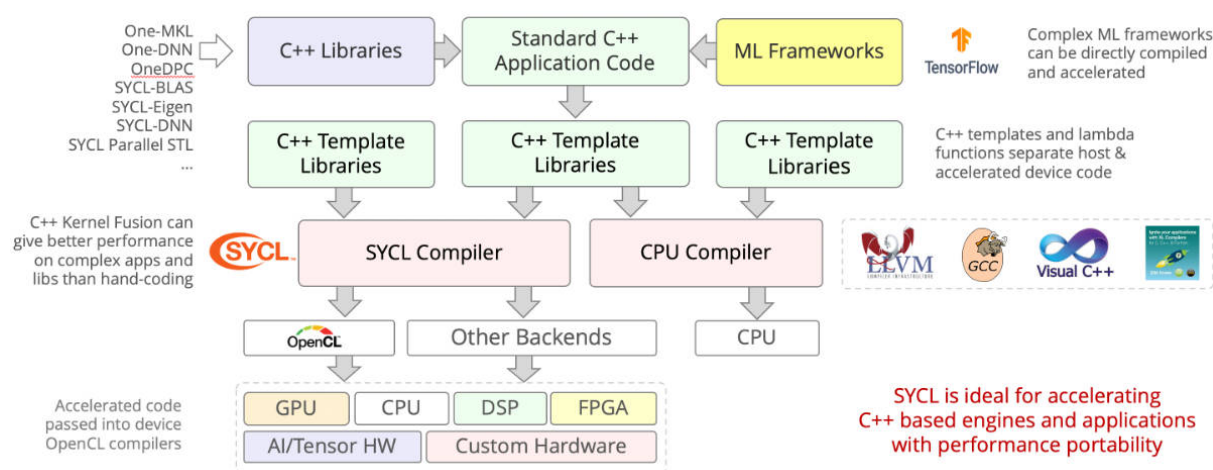 One-MKL
One-DNN
OneDPC
SYCL-BLAS
SYCL-Eigen
SYCL-DNN
SYCL Parallel STL
...
C++ Libraries
Standard C++
Application Code
ML Frameworks
TensorFlow
Complex ML frameworks
can be directly compiled
and accelerated
C++ Template
Libraries
C++ Template
Libraries
C++ Template
Libraries
C++ templates and lambda
functions separate host &
accelerated device code
C++ Kernel Fusion can
give better performance
on complex apps and
libs than hand-coding
SYCL
SYCL Compiler
CPU Compiler
LLVM
COMPILER INFRASTRUCTURE
GCC
Visual C++
Ignite your applications
OpenCL
Other Backends
CPU
Accelerated code
passed into device
OpenCL compilers
GPU
CPU
DSP
FPGA
AI/Tensor HW
Custom Hardware
SYCL is ideal for accelerating
C++ based engines and applications
with performance portability